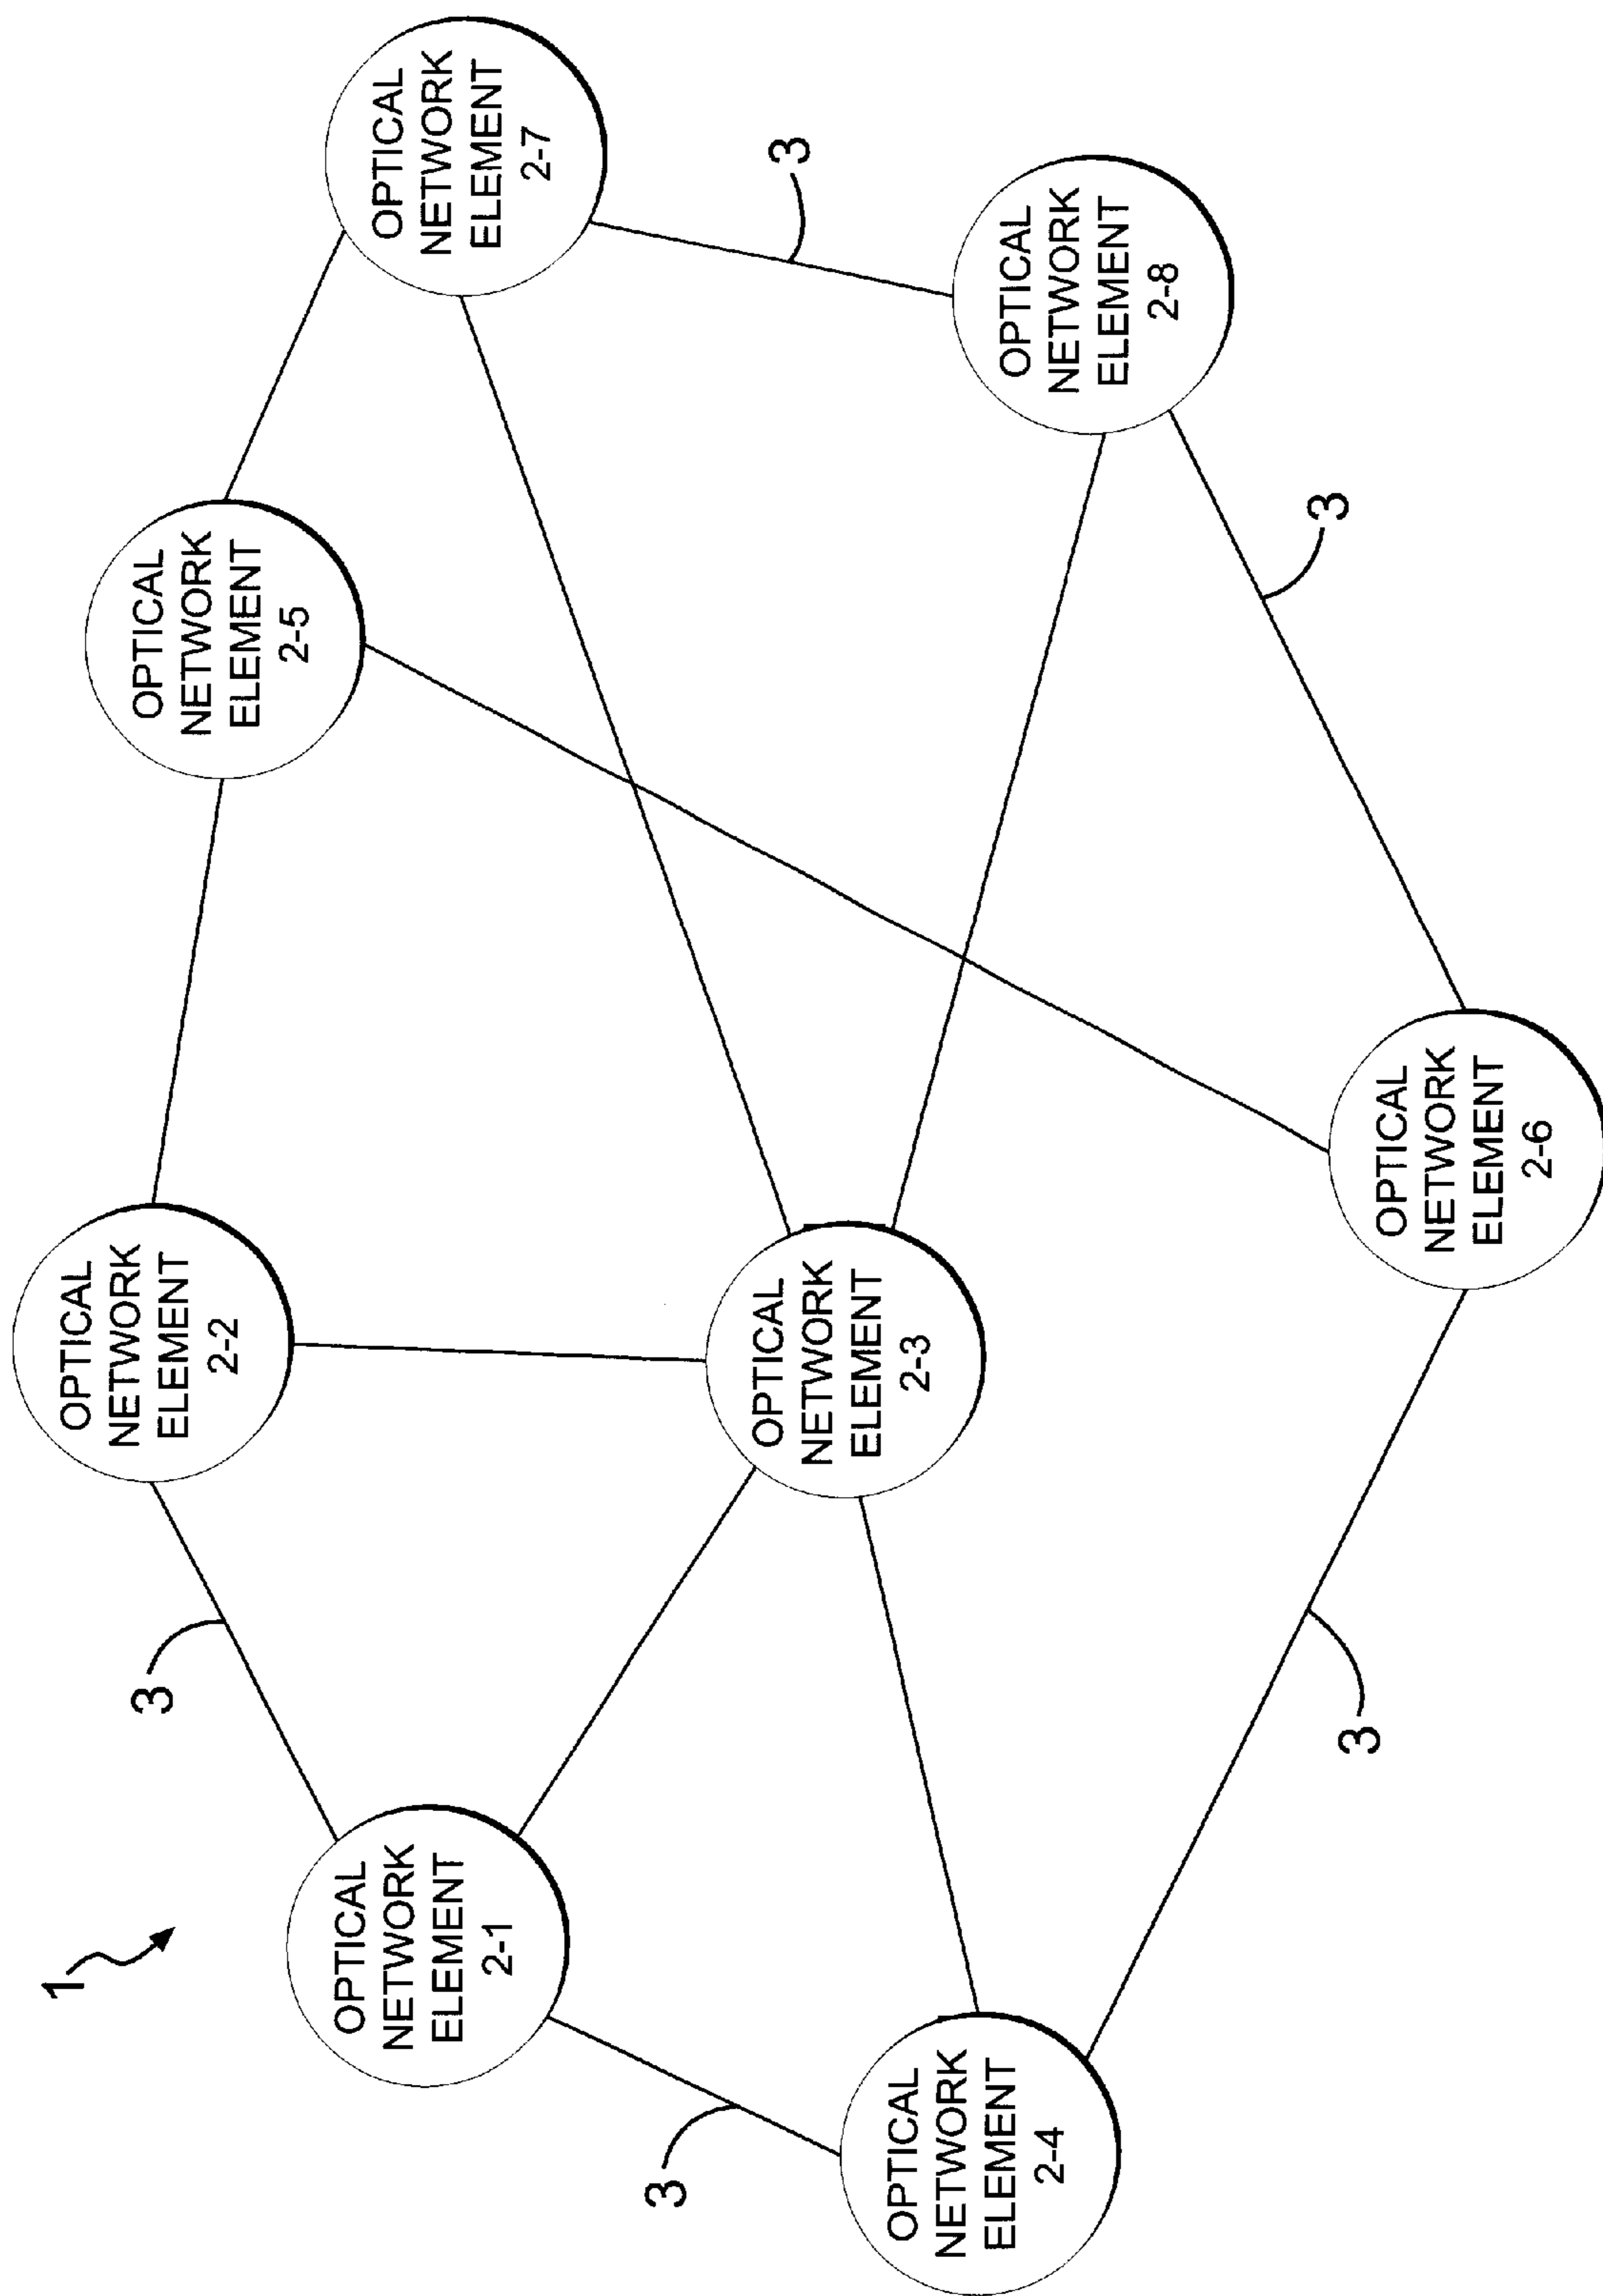 1
OPTICAL
NETWORK
ELEMENT
2-1
3
OPTICAL
NETWORK
ELEMENT
2-2
OPTICAL
NETWORK
ELEMENT
2-5
OPTICAL
NETWORK
ELEMENT
2-7
3
3
OPTICAL
NETWORK
ELEMENT
2-4
OPTICAL
NETWORK
ELEMENT
2-3
OPTICAL
NETWORK
ELEMENT
2-8
3
3
OPTICAL
NETWORK
ELEMENT
2-6